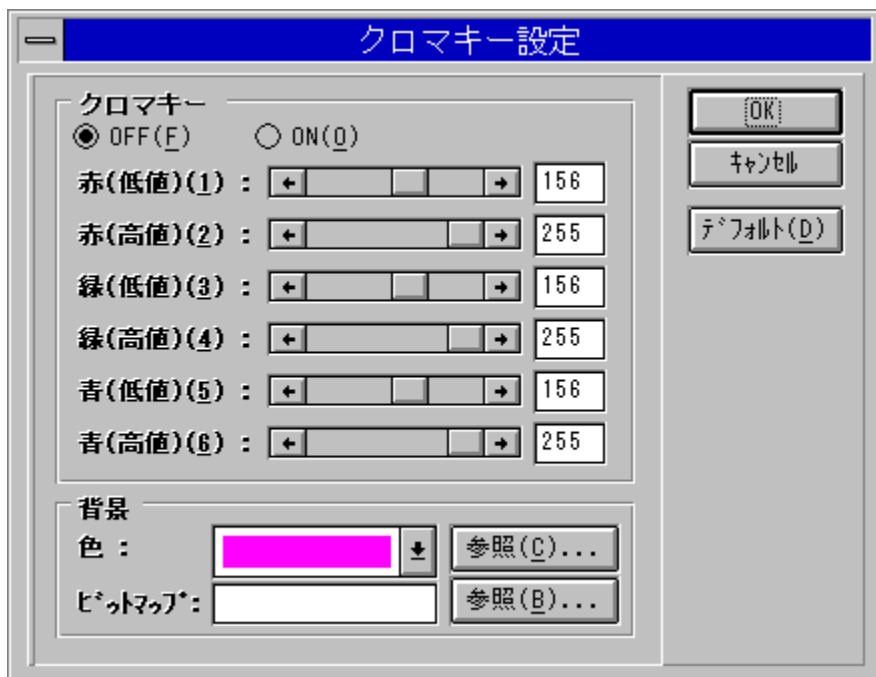 クロマキー設定
クロマキー
OFF(F) ON(O)
赤(低値)(1) : 156
赤(高値)(2) : 255
緑(低値)(3) : 156
緑(高値)(4) : 255
青(低値)(5) : 156
青(高値)(6) : 255
背景
色 : 参照(C)...
ﾋﾞｯﾄﾏｯﾌﾟ: 参照(B)...
OK
ｷｬﾝｾﾙ
ﾃﾞﾌｫﾙﾄ(D)